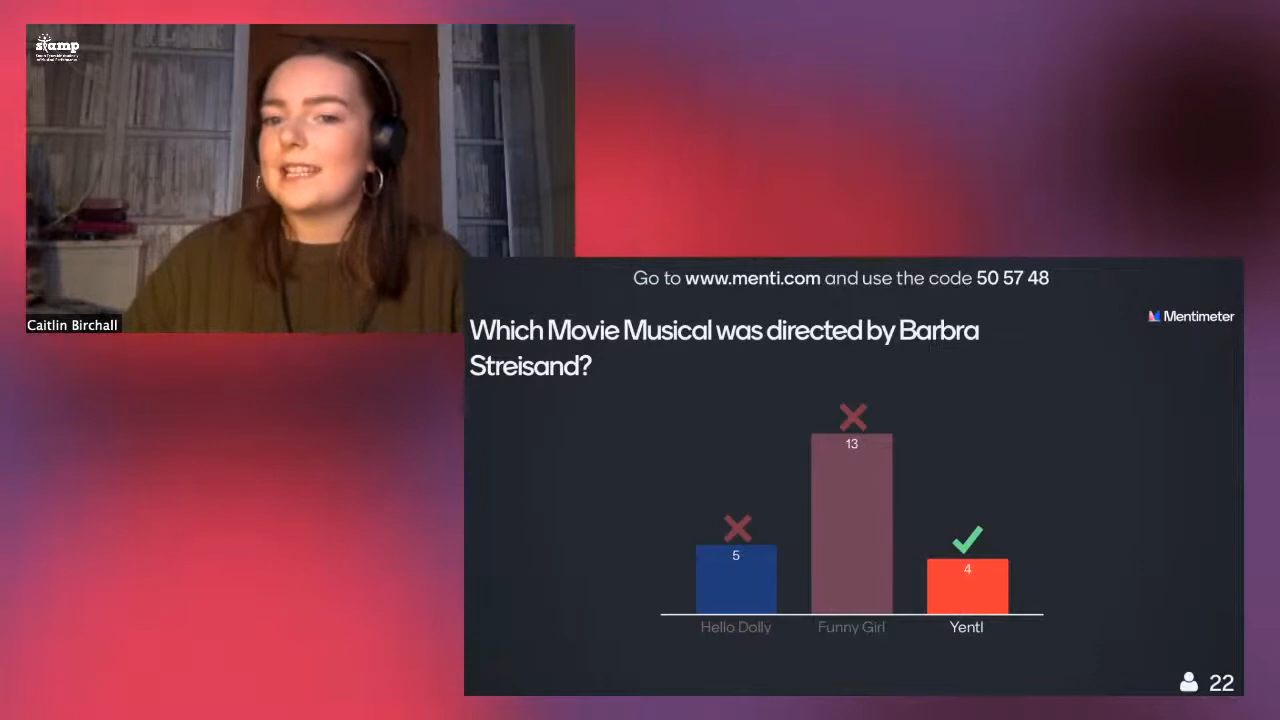 stamp
Caitlin Birchall
Go to www.menti.com and use the code 50 57 48
Mentimeter
Which Movie Musical was directed by Barbra
Streisand?
13
5
4
Hello Dolly
Funny Girl
Yentl
22